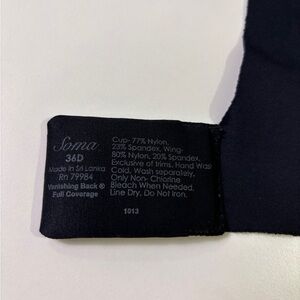 Soma
36D
Made in Sri Lanka
Rn 79984
Vanishing Back®
Full Coverage
Cup- 77% Nylon,
23% Spandex, Wing-
80% Nylon, 20% Spandex.
Exclusive of trims. Hand Wash
Cold. Wash separately,
Only Non- Chlorine
Bleach When Needed.
Line Dry, Do Not Iron.
1013